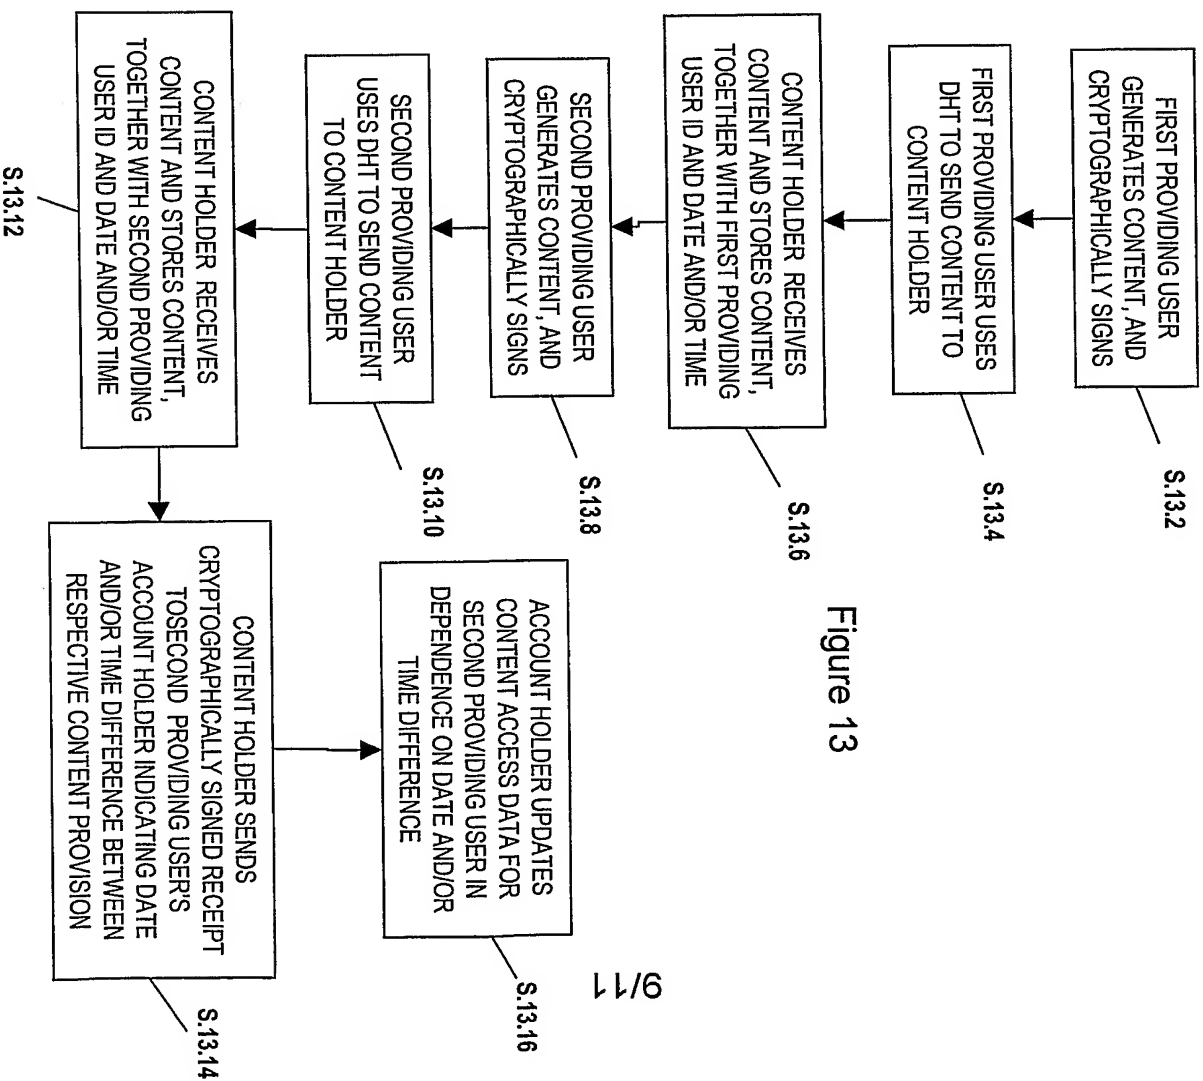 FIRST PROVIDING USER
GENERATES CONTENT, AND
CRYPTOGRAPHICALLY SIGNS
S.13.2
FIRST PROVIDING USER USES
DHT TO SEND CONTENT TO
CONTENT HOLDER
S.13.4
CONTENT HOLDER RECEIVES
CONTENT AND STORES CONTENT,
TOGETHER WITH FIRST PROVIDING
USER ID AND DATE AND/OR TIME
S.13.6
SECOND PROVIDING USER
GENERATES CONTENT, AND
CRYPTOGRAPHICALLY SIGNS
S.13.8
SECOND PROVIDING USER
USES DHT TO SEND CONTENT
TO CONTENT HOLDER
S.13.10
CONTENT HOLDER RECEIVES
CONTENT AND STORES CONTENT,
TOGETHER WITH SECOND PROVIDING
USER ID AND DATE AND/OR TIME
S.13.12
CONTENT HOLDER SENDS
CRYPTOGRAPHICALLY SIGNED RECEIPT
TOSECOND PROVIDING USER'S
ACCOUNT HOLDER INDICATING DATE
AND/OR TIME DIFFERENCE BETWEEN
RESPECTIVE CONTENT PROVISION
S.13.14
ACCOUNT HOLDER UPDATES
CONTENT ACCESS DATA FOR
SECOND PROVIDING USER IN
DEPENDENCE ON DATE AND/OR
TIME DIFFERENCE
S.13.16
Figure 13
9/11